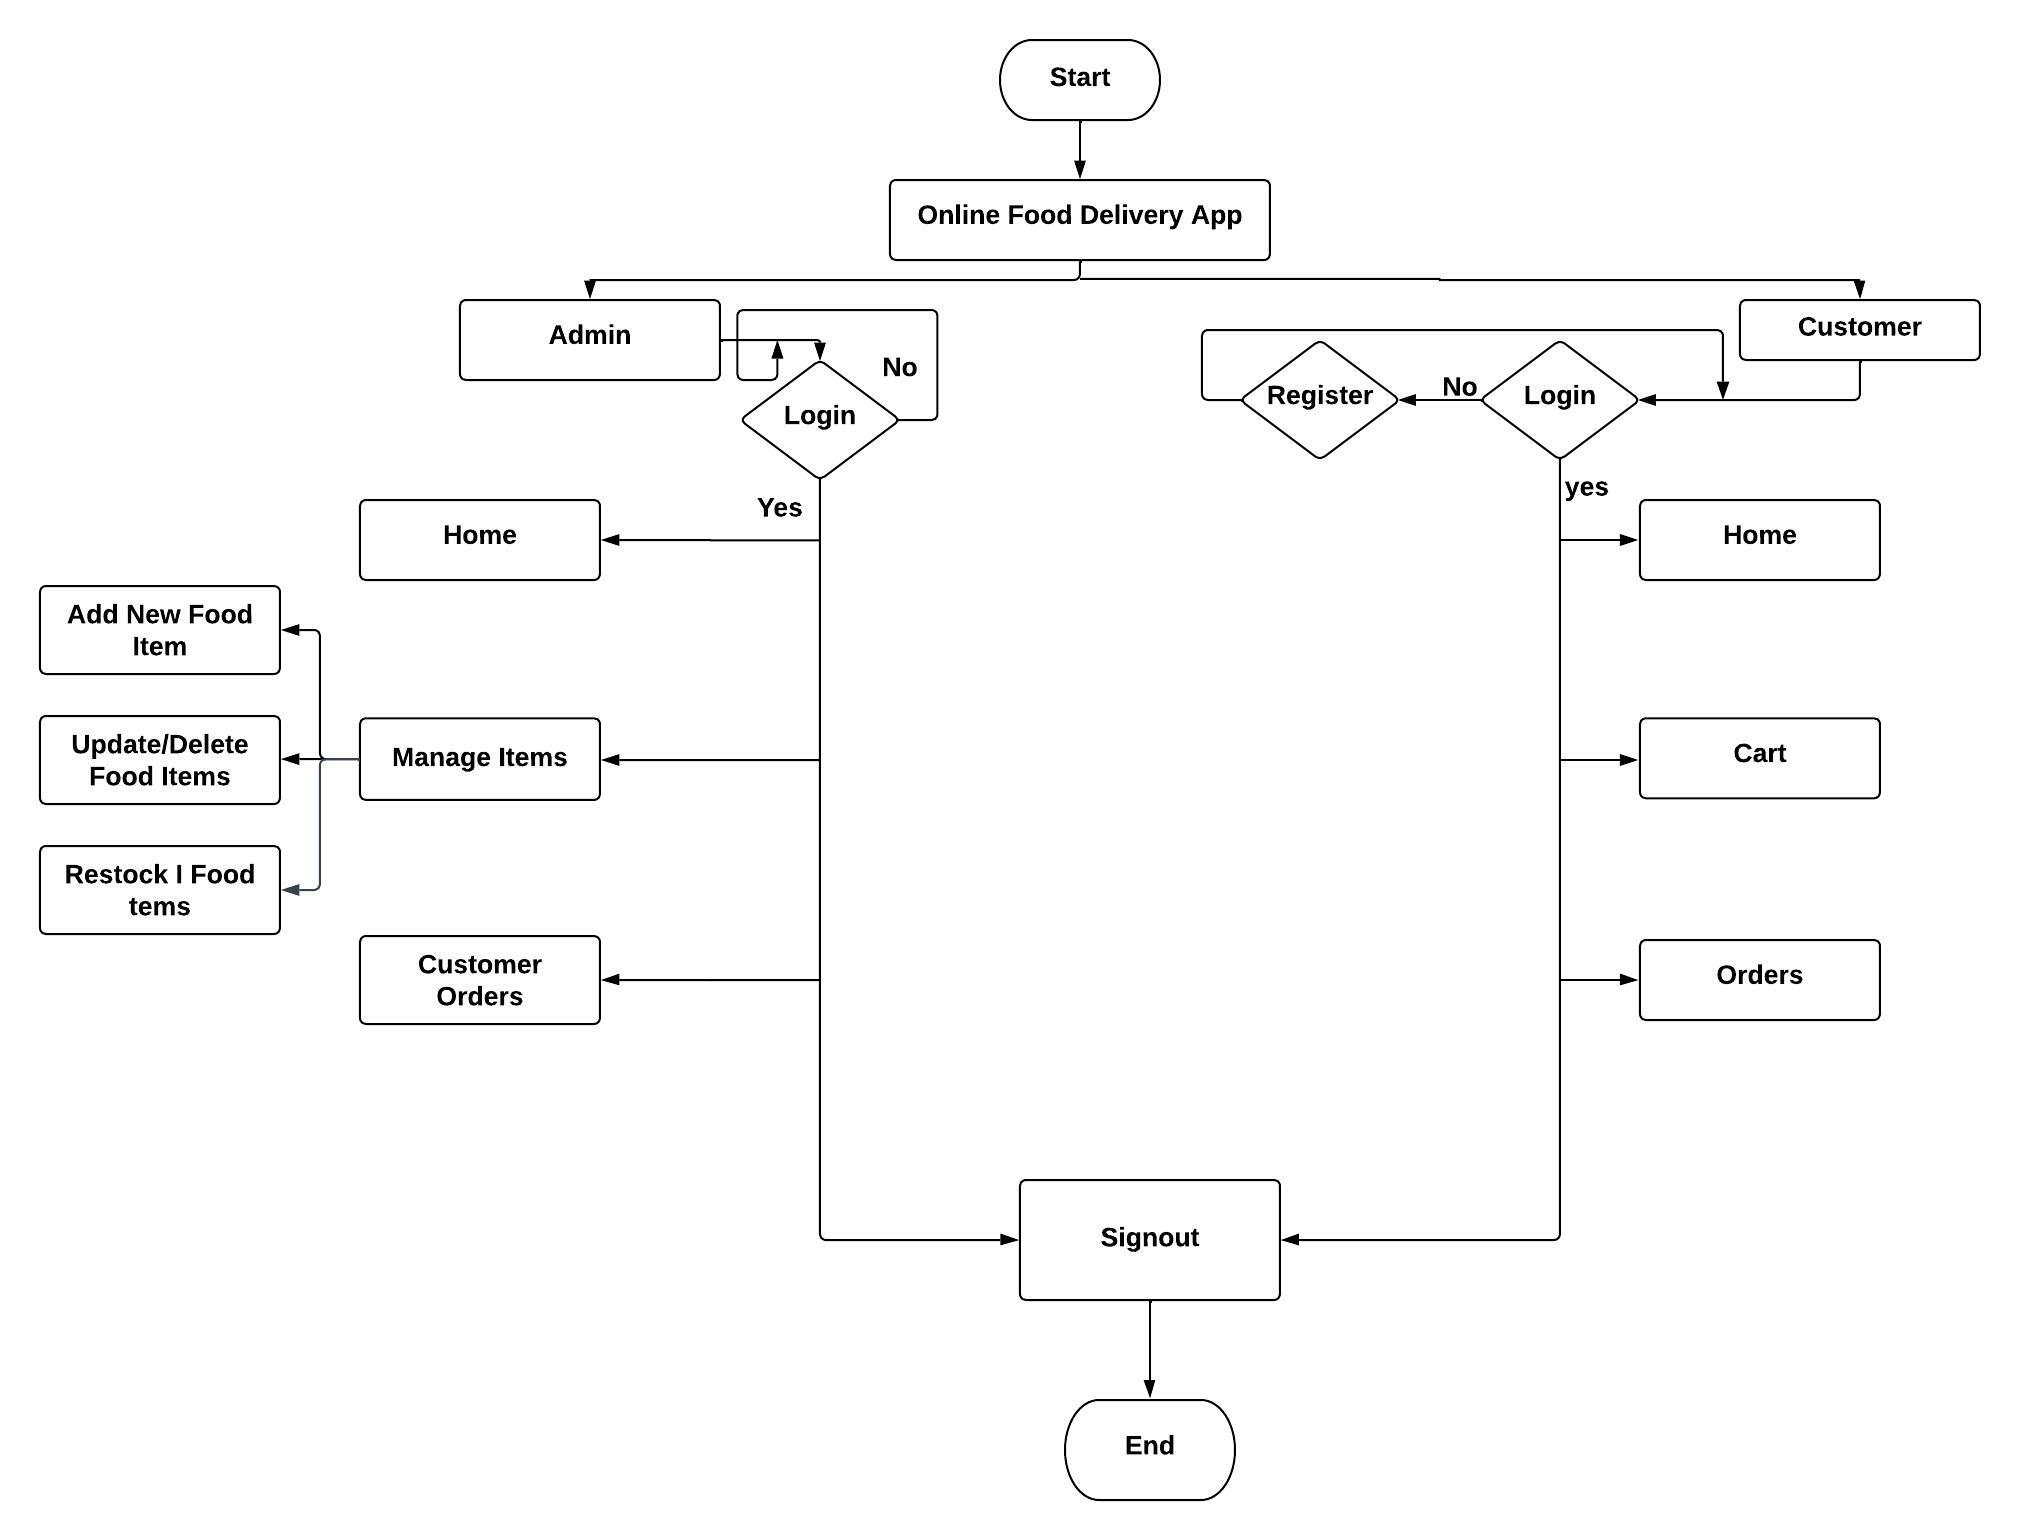 Start
Online Food Delivery App
Admin
Customer
No
Login
Register
No
Login
Yes
yes
Home
Home
Add New Food
Item
Update/Delete
Food Items
Manage Items
Cart
Restock I Food
tems
Customer
Orders
Orders
Signout
End